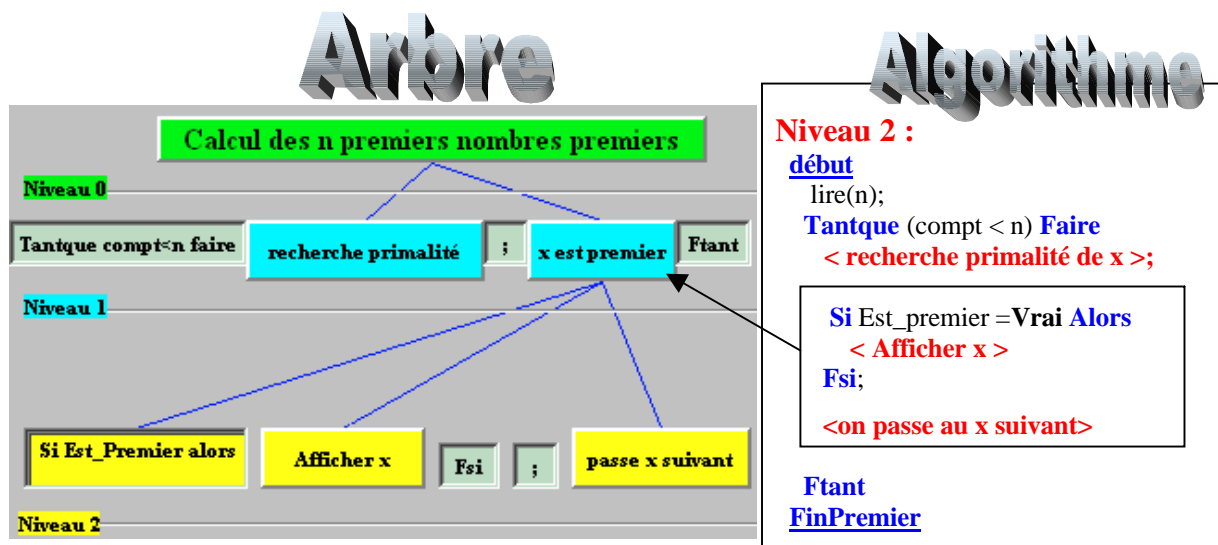 Arbre
Calcul des n premiers nombres premiers
Niveau 0
Tantque compt<n faire
recherche primalité
;
x est premier
Ftant
Niveau 1
Si Est_Premier alors
Afficher x
Fsi
;
passe x suivant
Niveau 2
Algorithme
Niveau 2 :
début
lire(n);
Tantque (compt < n) Faire
< recherche primalité de x >;
Si Est_premier =Vrai Alors
< Afficher x >
Fsi;
<on passe au x suivant>
Ftant
FinPremier